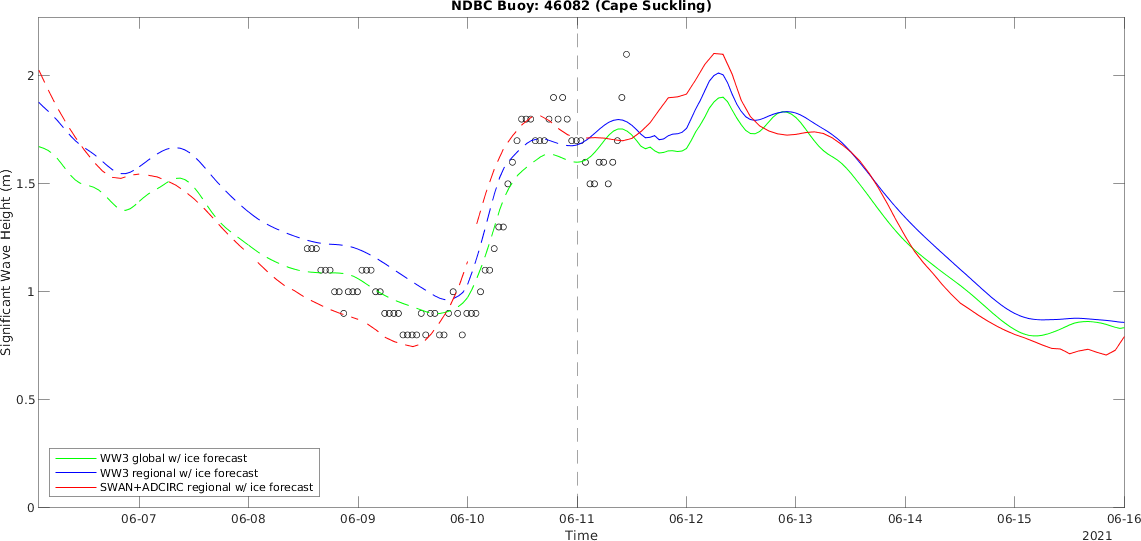 NDBC Buoy: 46082 (Cape Suckling)
Significant Wave Height (m)
2
1.5
1
0.5
0
WW3 global w/ ice forecast
WW3 regional w/ ice forecast
SWAN+ADCIRC regional w/ ice forecast
06-07 06-08 06-09 06-10 06-11 06-12 06-13 06-14 06-15 06-16
Time
2021